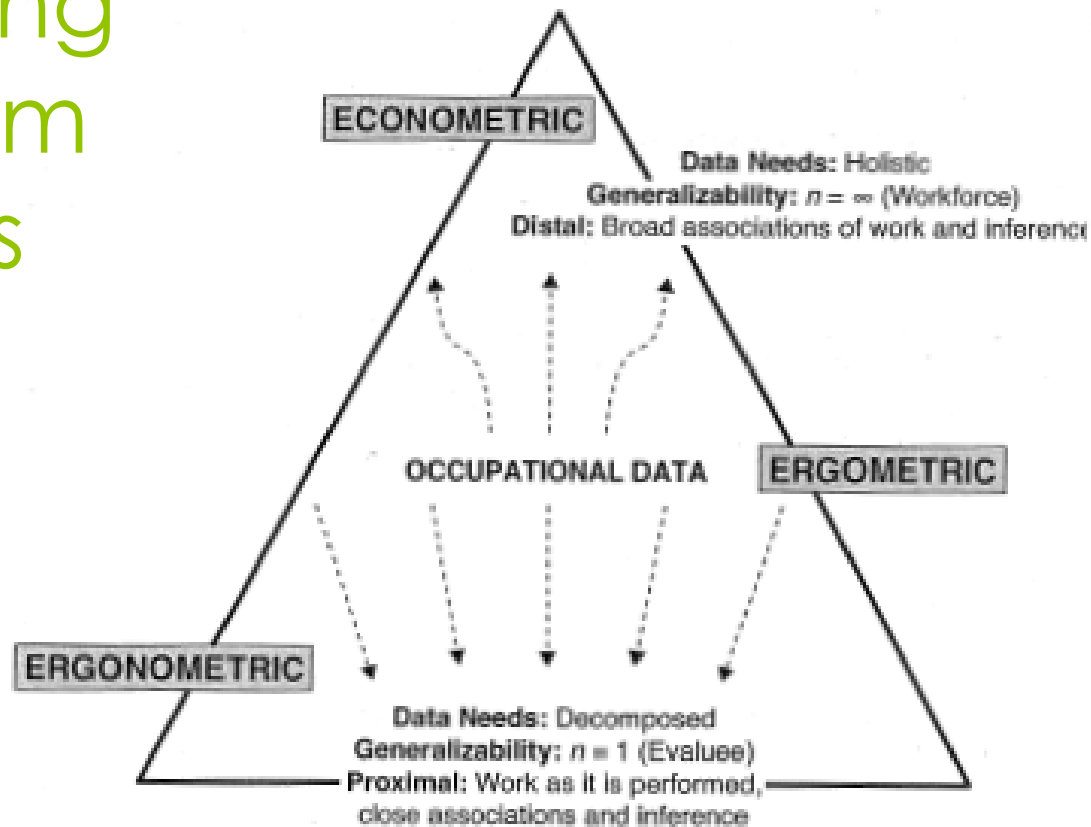 ng
m
s
ECONOMETRIC
Data Needs: Holistic
Generalizability: n = ∞ (Workforce)
Distal: Broad associations of work and inference
OCCUPATIONAL DATA
ERGOMETRIC
ERGONOMETRIC
Data Needs: Decomposed
Generalizability: n = 1 (Evaluee)
Proximal: Work as it is performed,
close associations and inference